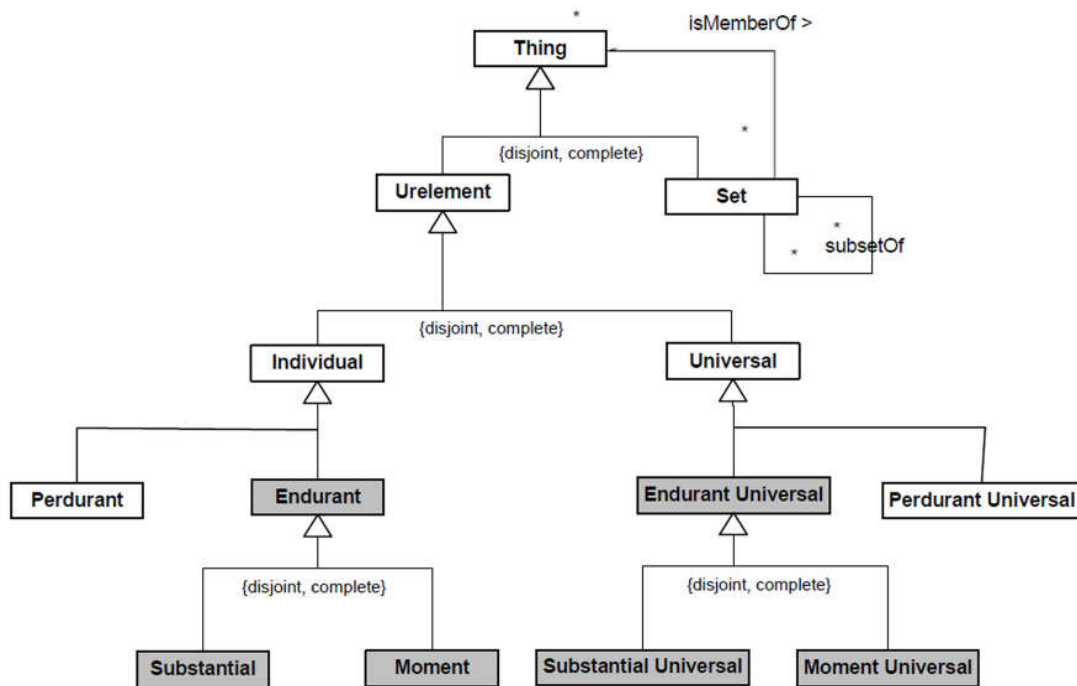 *
isMemberOf >
Thing
*
{disjoint, complete}
Urelement
Set
*
*
subsetOf
{disjoint, complete}
Individual
Universal
Perdurant
Endurant
Endurant Universal
Perdurant Universal
{disjoint, complete}
{disjoint, complete}
Substantial
Moment
Substantial Universal
Moment Universal